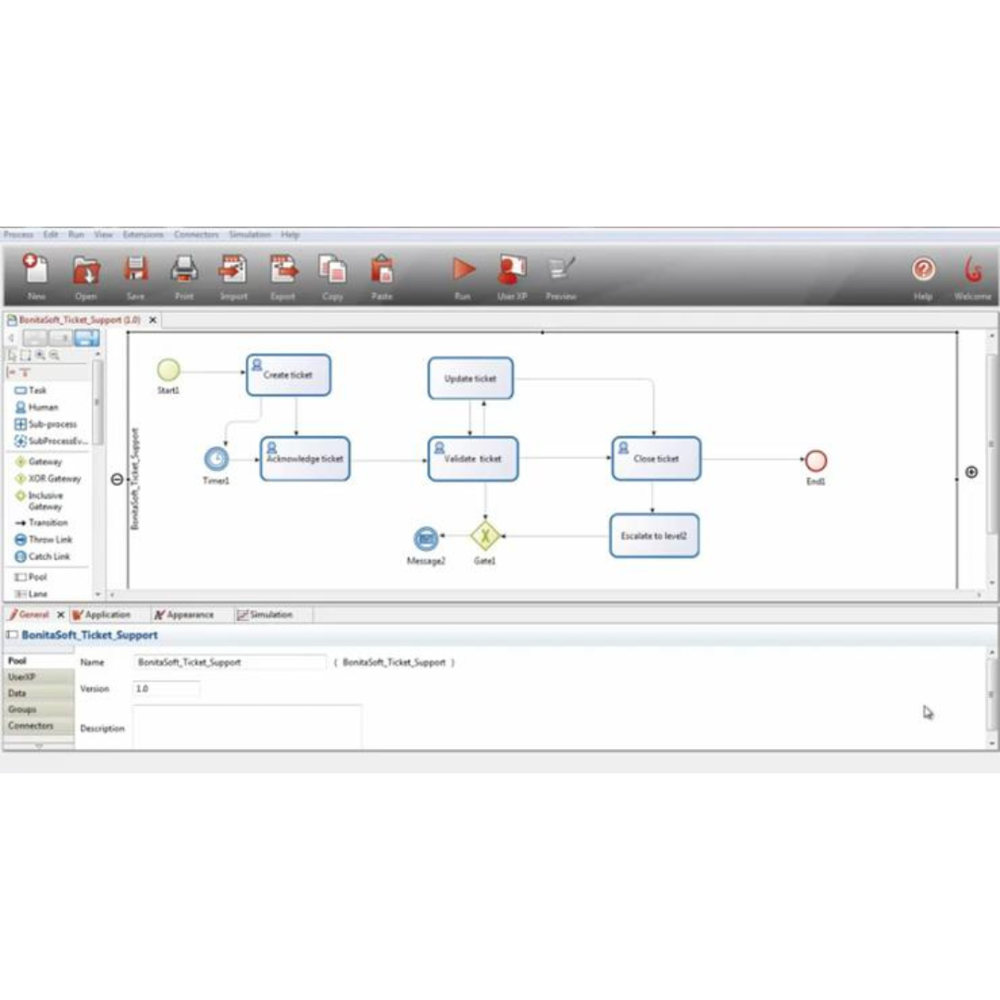 Process Edit Run View Extensions Connectors Simulation Help
New Open Save Print Import Export Copy Paste Run User XP Preview Help Welcome
BonitaSoft_Ticket_Support (1.0)
Task
Human
Sub-process
SubProcessEv...
Gateway
XOR Gateway
Inclusive
Gateway
Transition
Throw Link
Catch Link
Pool
Lane
BonitaSoft_Ticket_Support
Start1
Create ticket
Update ticket
Timer1
Acknowledge ticket
Validate ticket
Close ticket
End1
Message2
Gate1
Escalate to level2
General Application Appearance Simulation
BonitaSoft_Ticket_Support
Pool
UserXP
Data
Groups
Connectors
Name BonitaSoft_Ticket_Support ( BonitaSoft_Ticket_Support )
Version 1.0
Description